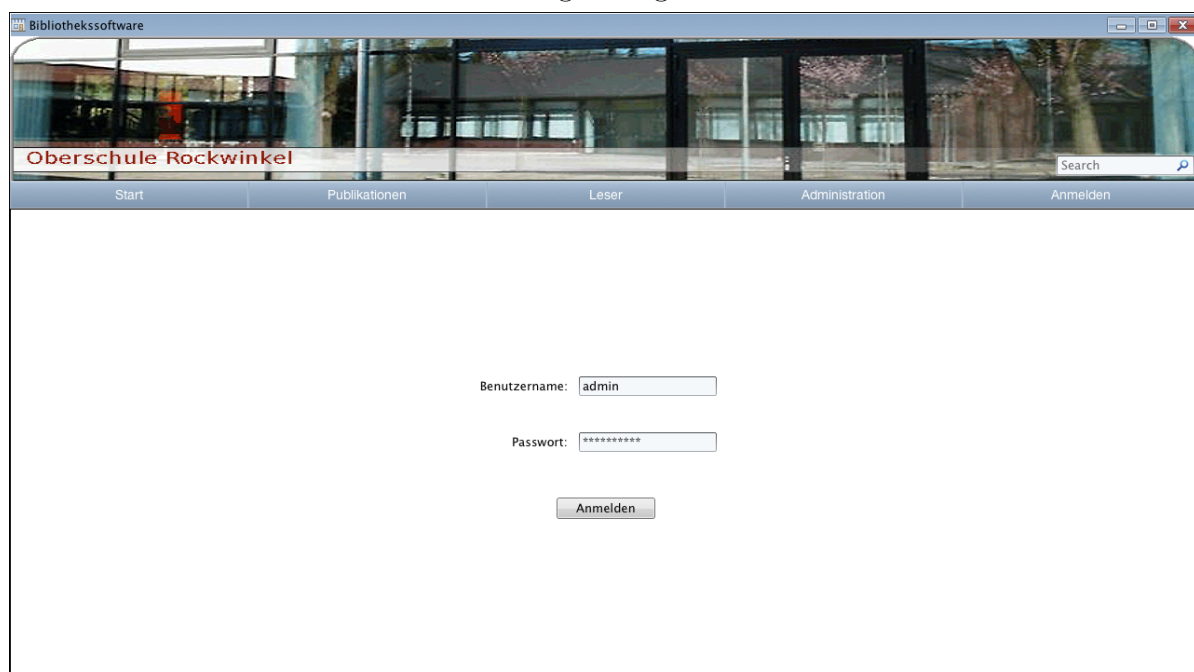 Bibliothekssoftware
Oberschule Rockwinkel
Search
Start Publikationen Leser Administration Anmelden
Benutzername: admin
Passwort: **********
Anmelden